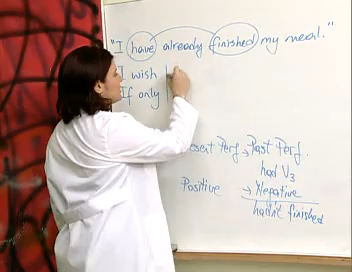 "I have already finished my meal."
I wish
If only
Present Perf → Past Perf.
had V3
Positive → Negative
hadn't finished